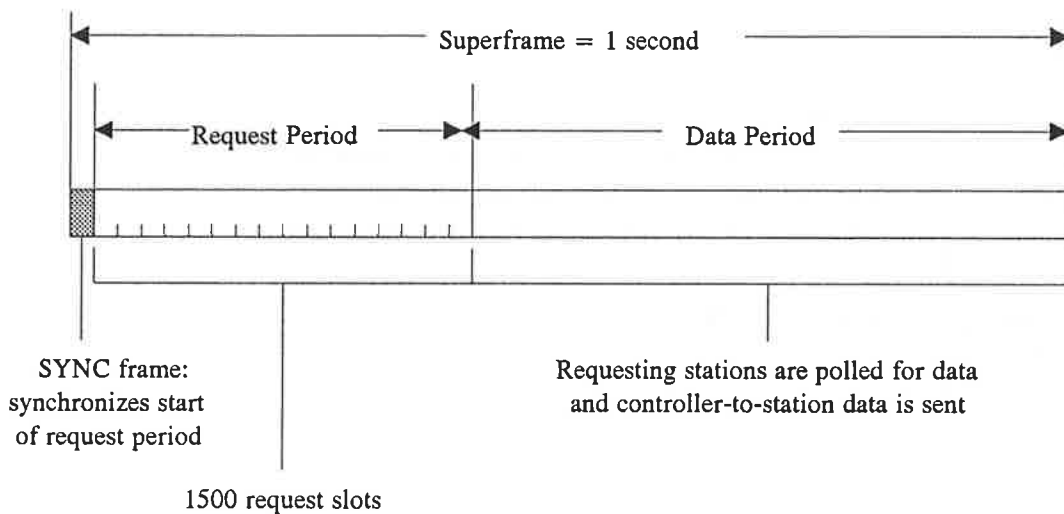 Superframe = 1 second
Request Period
Data Period
SYNC frame:
synchronizes start
of request period
Requesting stations are polled for data
and controller-to-station data is sent
1500 request slots